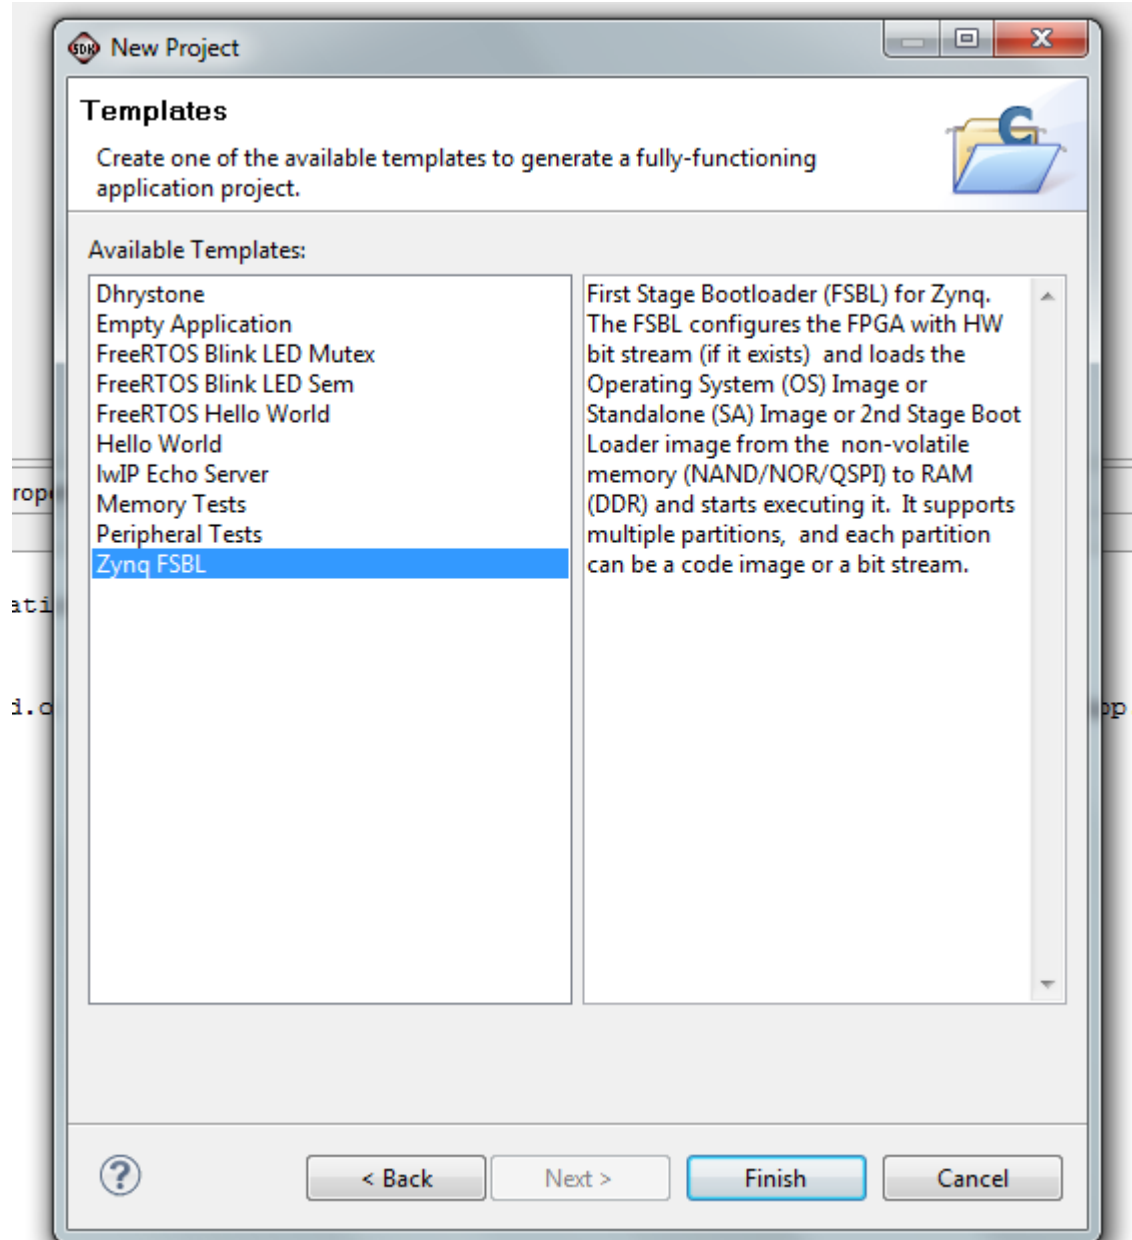 SDK New Project
Templates
Create one of the available templates to generate a fully-functioning
application project.
C
Available Templates:
Dhrystone
Empty Application
FreeRTOS Blink LED Mutex
FreeRTOS Blink LED Sem
FreeRTOS Hello World
Hello World
lwIP Echo Server
Memory Tests
Peripheral Tests
Zynq FSBL
First Stage Bootloader (FSBL) for Zynq.
The FSBL configures the FPGA with HW
bit stream (if it exists)  and loads the
Operating System (OS) Image or
Standalone (SA) Image or 2nd Stage Boot
Loader image from the  non-volatile
memory (NAND/NOR/QSPI) to RAM
(DDR) and starts executing it.  It supports
multiple partitions,  and each partition
can be a code image or a bit stream.
? < Back Next > Finish Cancel